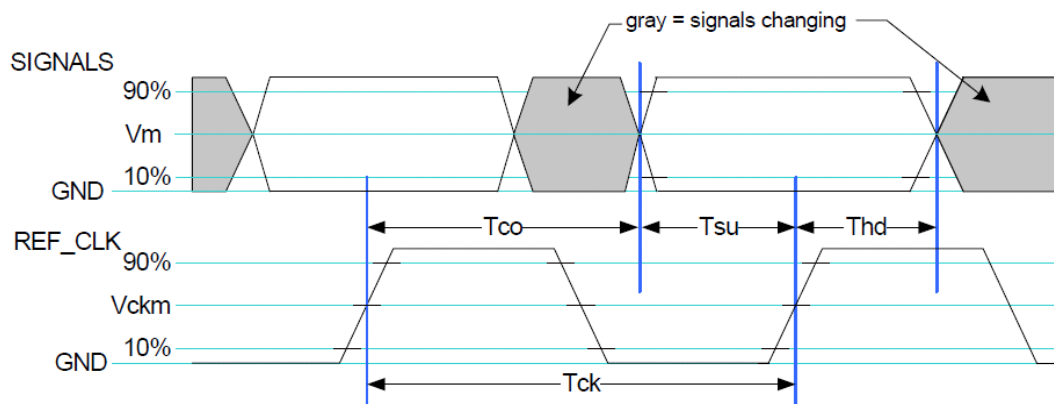 gray = signals changing
SIGNALS
90%
Vm
10%
GND
Tco
Tsu
Thd
REF_CLK
90%
Vckm
10%
GND
Tck